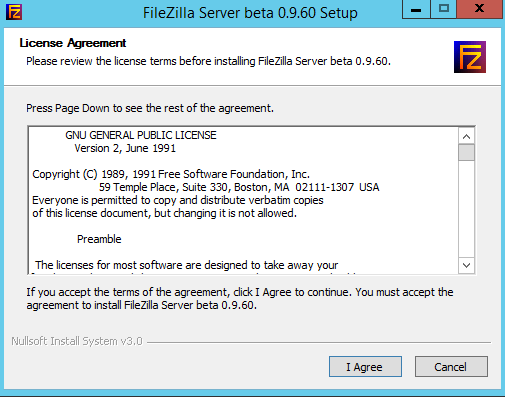 FileZilla Server beta 0.9.60 Setup
License Agreement
Please review the license terms before installing FileZilla Server beta 0.9.60.
Press Page Down to see the rest of the agreement.
GNU GENERAL PUBLIC LICENSE
Version 2, June 1991
Copyright (C) 1989, 1991 Free Software Foundation, Inc.
59 Temple Place, Suite 330, Boston, MA 02111-1307 USA
Everyone is permitted to copy and distribute verbatim copies
of this license document, but changing it is not allowed.
Preamble
The licenses for most software are designed to take away your
If you accept the terms of the agreement, click I Agree to continue. You must accept the
agreement to install FileZilla Server beta 0.9.60.
Nullsoft Install System v3.0
I Agree
Cancel